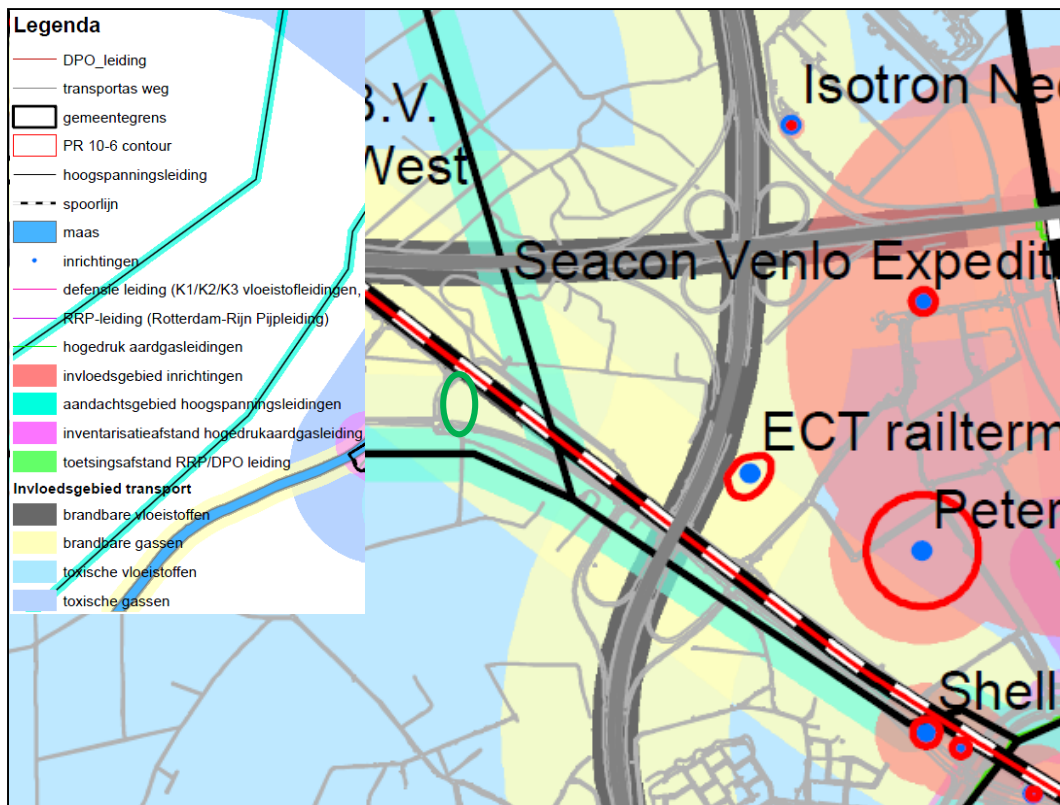 Legenda
DPO_leiding
transportas weg
gemeentegrens
PR 10-6 contour
hoogspanningsleiding
spoorlijn
maas
inrichtingen
defensie leiding (K1/K2/K3 vloeistofleidingen,
RRP-leiding (Rotterdam-Rijn Pijpleiding)
hogedruk aardgasleidingen
invloedsgebied inrichtingen
aandachtsgebied hoogspanningsleidingen
inventarisatieafstand hogedrukaardgasleiding
toetsingsafstand RRP/DPO leiding
Invloedsgebied transport
brandbare vloeistoffen
brandbare gassen
toxische vloeistoffen
toxische gassen
B.V.
West
Isotron Ne
Seacon Venlo Expedit
ECT railterm
Peter
Shell